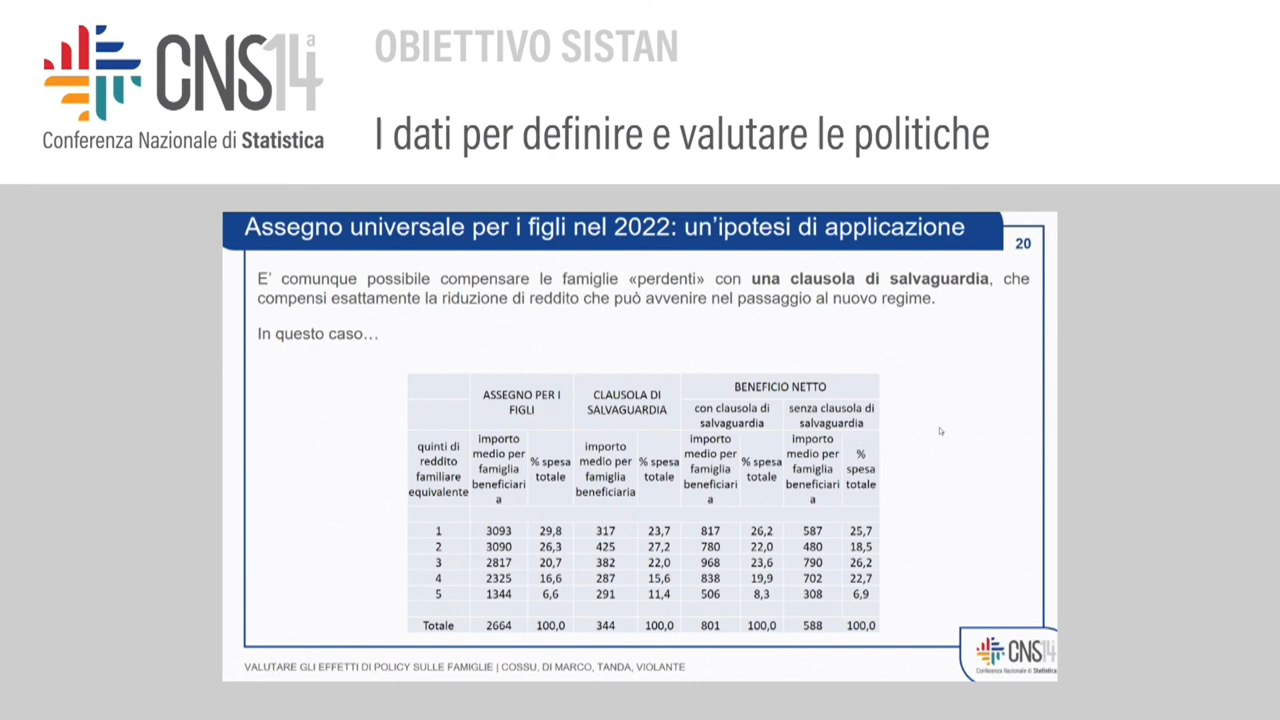 CNS14a
Conferenza Nazionale di Statistica
OBIETTIVO SISTAN
I dati per definire e valutare le politiche
Assegno universale per i figli nel 2022: un'ipotesi di applicazione
20
E' comunque possibile compensare le famiglie «perdenti» con una clausola di salvaguardia, che
compensi esattamente la riduzione di reddito che può avvenire nel passaggio al nuovo regime.
In questo caso…
BENEFICIO NETTO
ASSEGNO PER I
FIGLI
CLAUSOLA DI
SALVAGUARDIA
con clausola di
salvaguardia
senza clausola di
salvaguardia
quinti di
reddito
familiare
equivalente
importo
medio per
famiglia
beneficiari
a
% spesa
totale
importo
medio per
famiglia
beneficiaria
% spesa
totale
importo
medio per
famiglia
beneficiari
a
% spesa
totale
importo
medio per
famiglia
beneficiari
a
%
spesa
totale
1 3093 29,8 317 23,7 817 26,2 587 25,7
2 3090 26,3 425 27,2 780 22,0 480 18,5
3 2817 20,7 382 22,0 968 23,6 790 26,2
4 2325 16,6 287 15,6 838 19,9 702 22,7
5 1344 6,6 291 11,4 506 8,3 308 6,9
Totale 2664 100,0 344 100,0 801 100,0 588 100,0
VALUTARE GLI EFFETTI DI POLICY SULLE FAMIGLIE | COSSU, DI MARCO, TANDA, VIOLANTE
CNS14
Conferenza Nazionale di Statistica